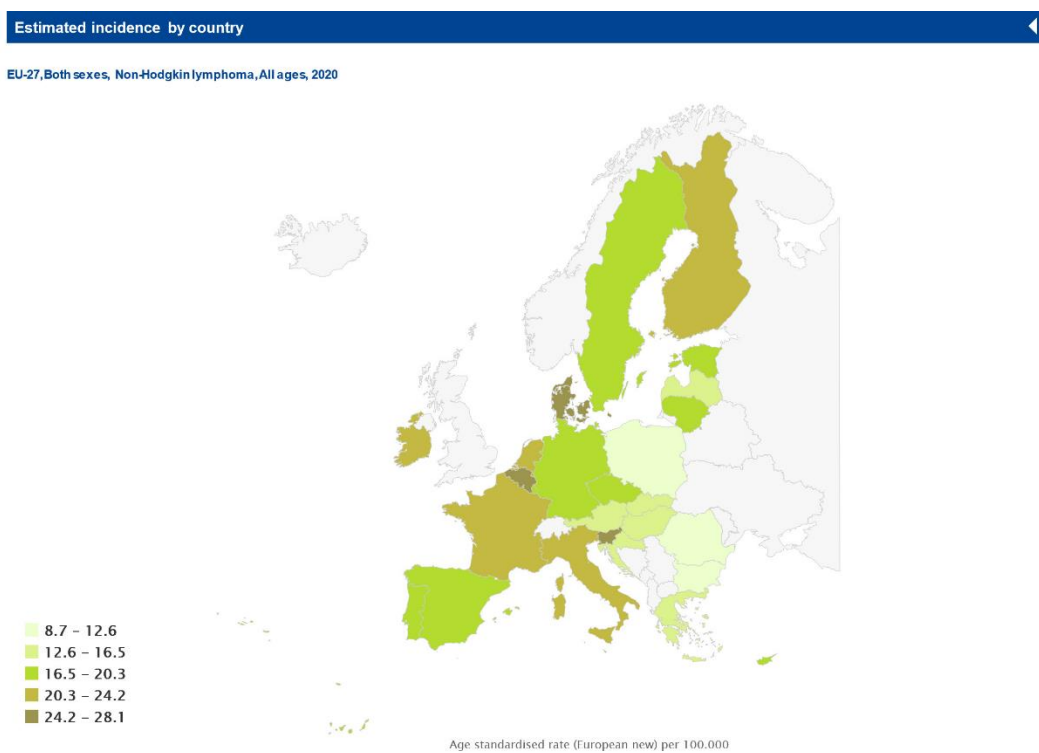 Estimated incidence by country
EU-27, Both sexes, Non-Hodgkin lymphoma, All ages, 2020
8.7 – 12.6
12.6 – 16.5
16.5 – 20.3
20.3 – 24.2
24.2 – 28.1
Age standardised rate (European new) per 100.000